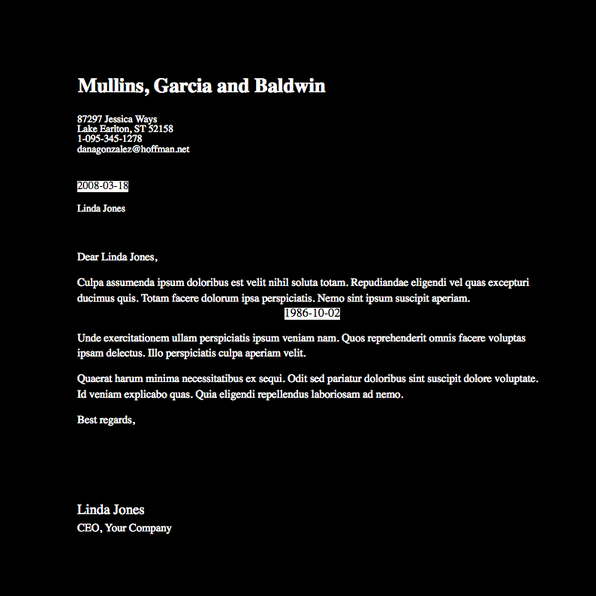 Mullins, Garcia and Baldwin
87297 Jessica Ways
Lake Earlton, ST 52158
1-095-345-1278
danagonzalez@hoffman.net
2008-03-18
Linda Jones
Dear Linda Jones,
Culpa assumenda ipsum doloribus est velit nihil soluta totam. Repudiandae eligendi vel quas excepturi
ducimus quis. Totam facere dolorum ipsa perspiciatis. Nemo sint ipsum suscipit aperiam.
1986-10-02
Unde exercitationem ullam perspiciatis ipsum veniam nam. Quos reprehenderit omnis facere voluptas
ipsam delectus. Illo perspiciatis culpa aperiam velit.
Quaerat harum minima necessitatibus ex sequi. Odit sed pariatur doloribus sint suscipit dolore voluptate.
Id veniam explicabo quas. Quia eligendi repellendus laboriosam ad nemo.
Best regards,
Linda Jones
CEO, Your Company